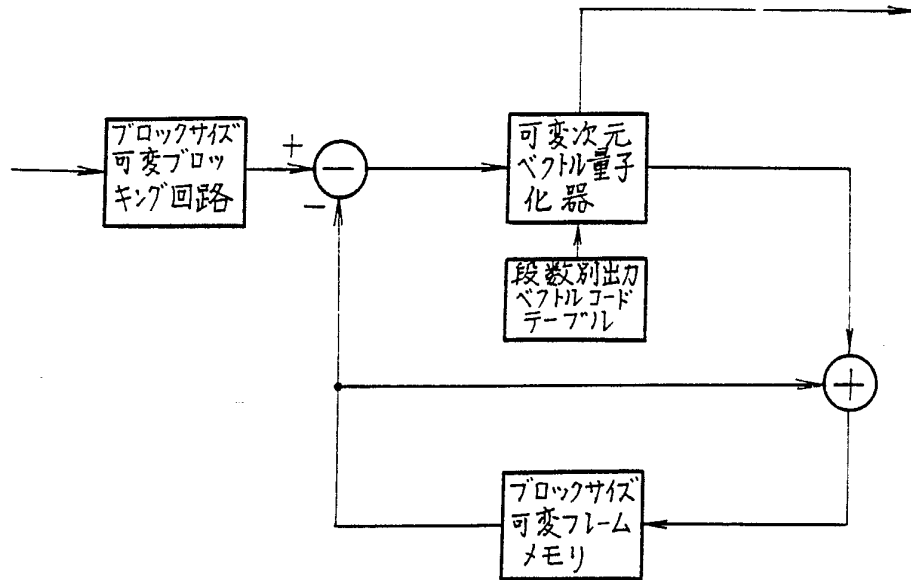 ブロックサイズ
可変ブロッ
キング回路
+
−
−
可変次元
ベクトル量子
化器
段数別出力
ベクトルコード
テーブル
+
ブロックサイズ
可変フレーム
メモリ